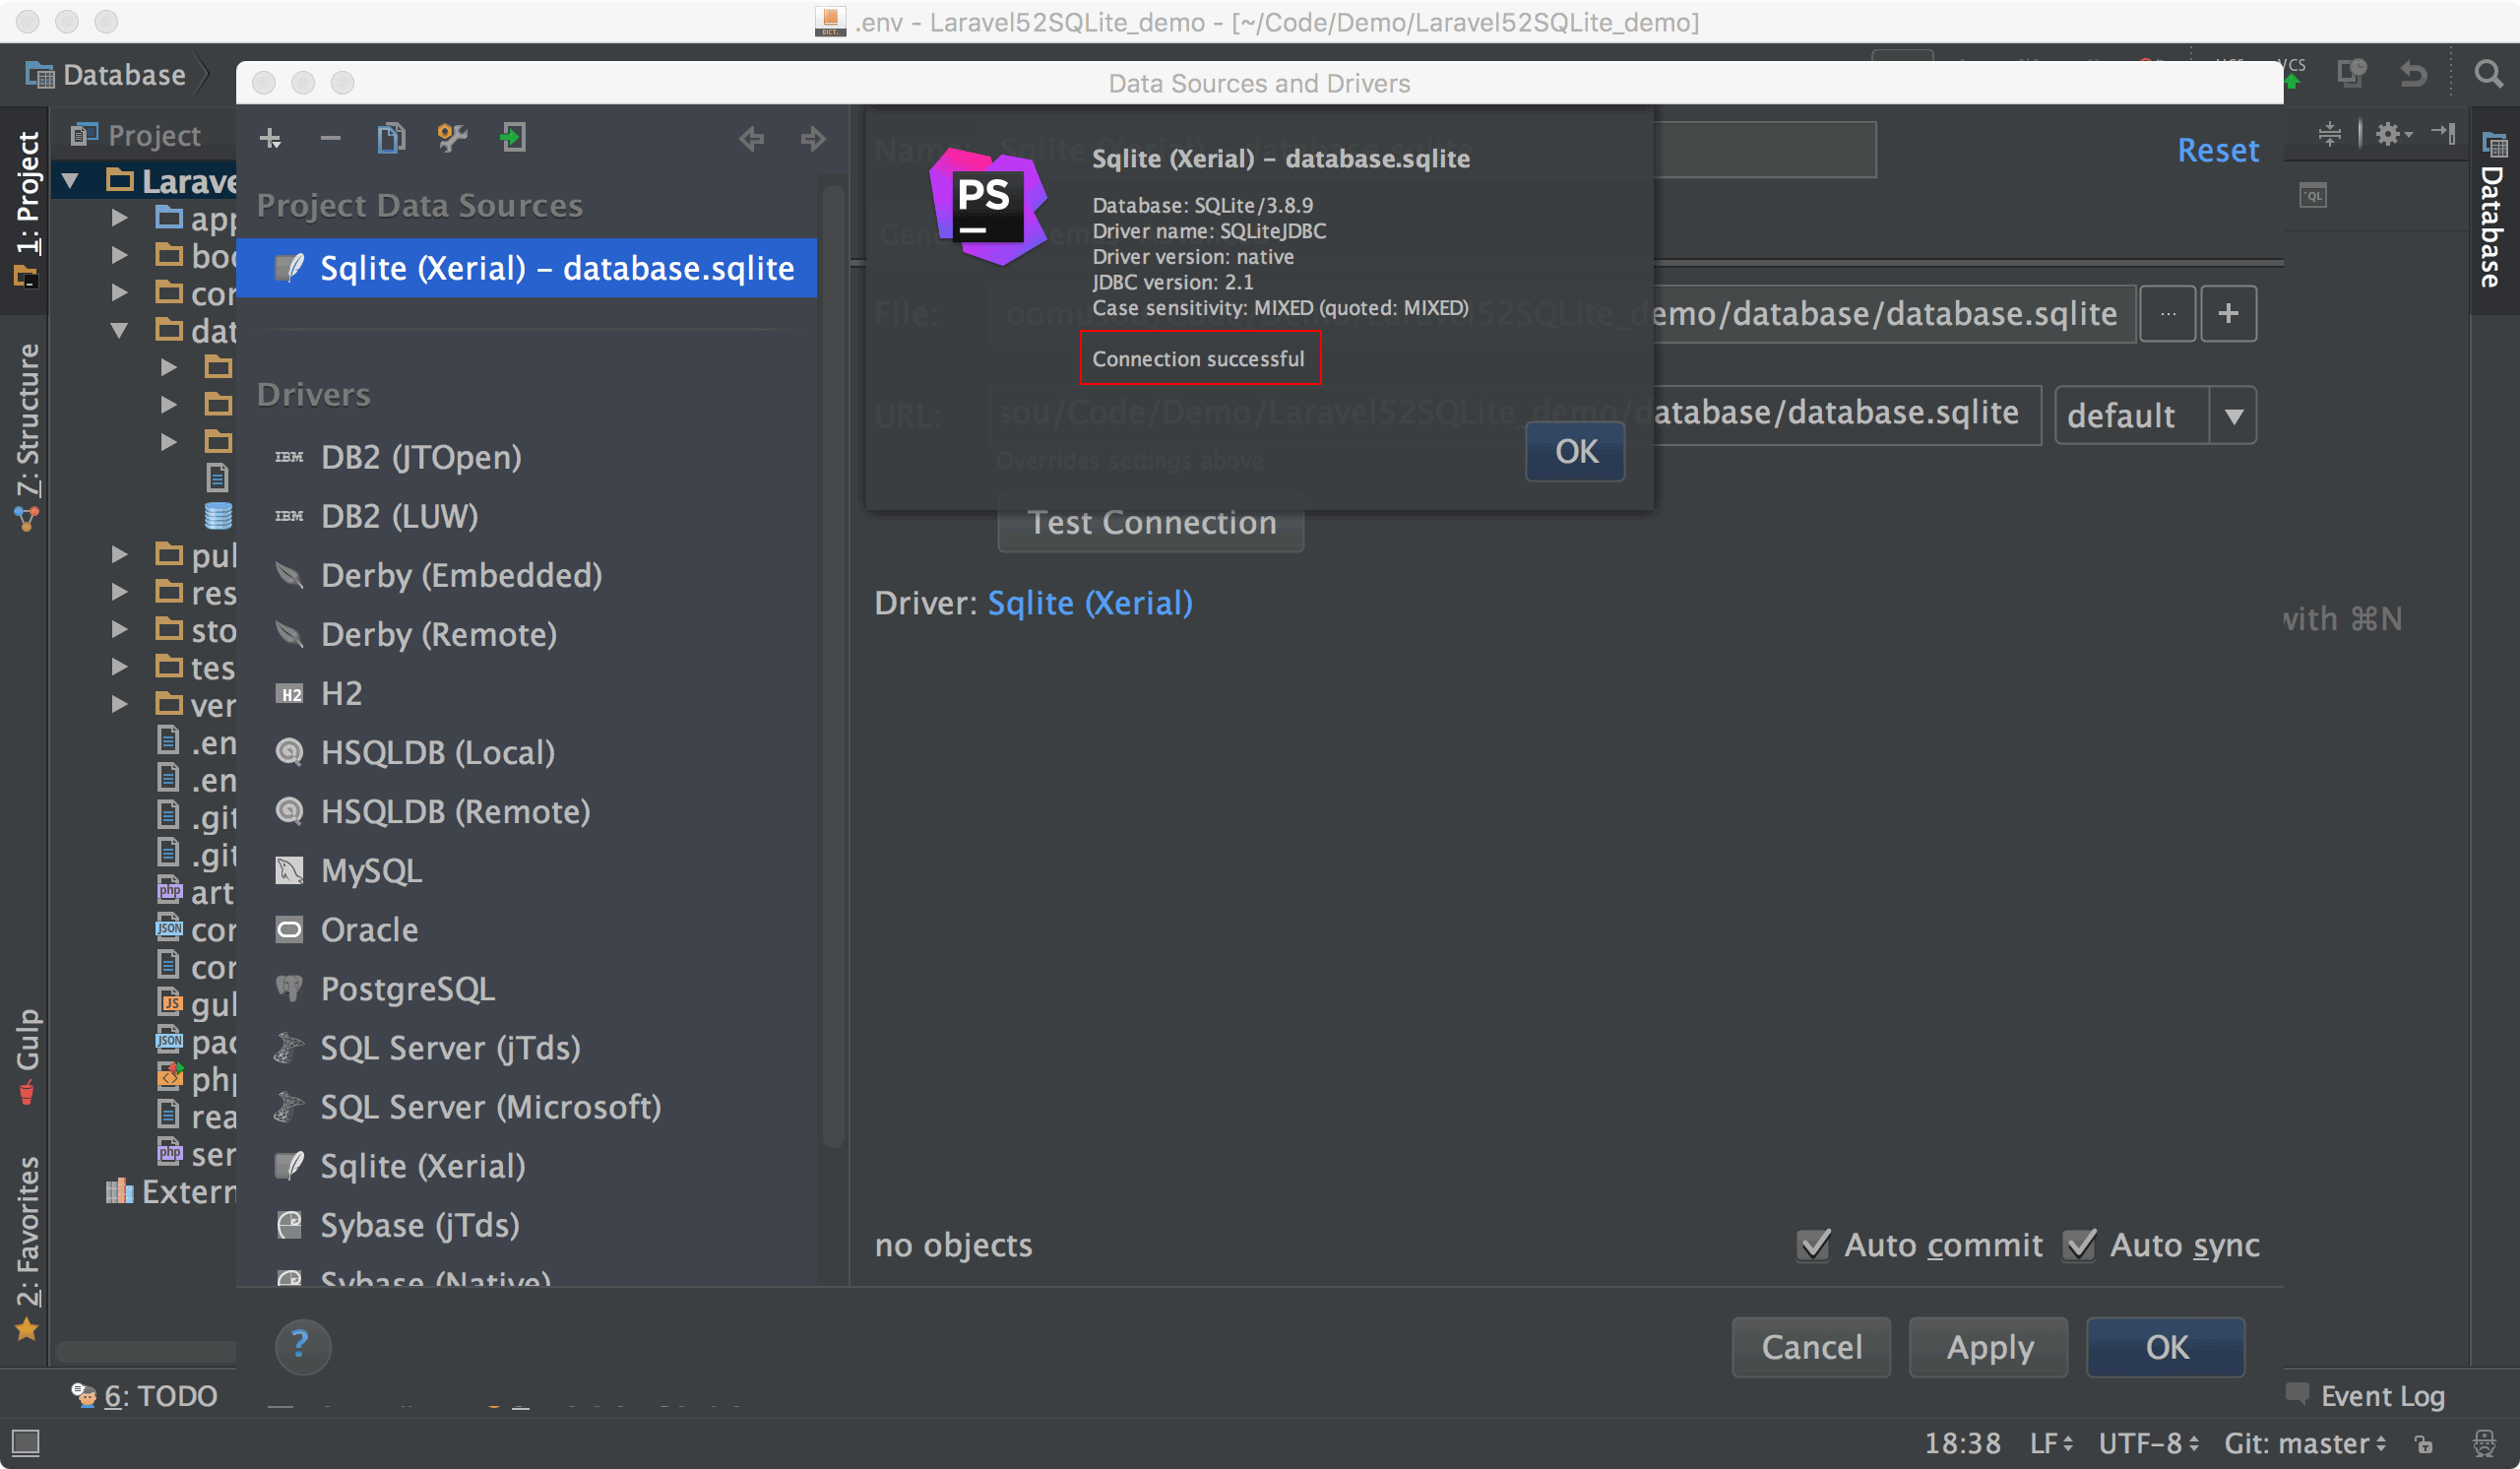 .env - Laravel52SQLite_demo - [~/Code/Demo/Laravel52SQLite_demo]
Database
Data Sources and Drivers
VCS
1: Project
7: Structure
Gulp
2: Favorites
Project
Larave
app
boo
cor
dat
pul
res
sto
tes
ver
.en
.en
.git
.git
art
cor
cor
gul
pac
php
rea
ser
Extern
Project Data Sources
Sqlite (Xerial) – database.sqlite
Drivers
DB2 (JTOpen)
DB2 (LUW)
Derby (Embedded)
Derby (Remote)
H2
HSQLDB (Local)
HSQLDB (Remote)
MySQL
Oracle
PostgreSQL
SQL Server (jTds)
SQL Server (Microsoft)
Sqlite (Xerial)
Sybase (jTds)
Sybase (Native)
PS
Sqlite (Xerial) – database.sqlite
Database: SQLite/3.8.9
Driver name: SQLiteJDBC
Driver version: native
JDBC version: 2.1
Case sensitivity: MIXED (quoted: MIXED)
Connection successful
OK
Reset
File:
emo/database/database.sqlite
...
+
URL:
sou/Code/Demo/Laravel52SQLite_demo/database/database.sqlite
default
Overrides settings above
Test Connection
Driver: Sqlite (Xerial)
with ⌘N
no objects
Auto commit
Auto sync
?
Cancel
Apply
OK
Database
6: TODO
Event Log
18:38
LF
UTF-8
Git: master